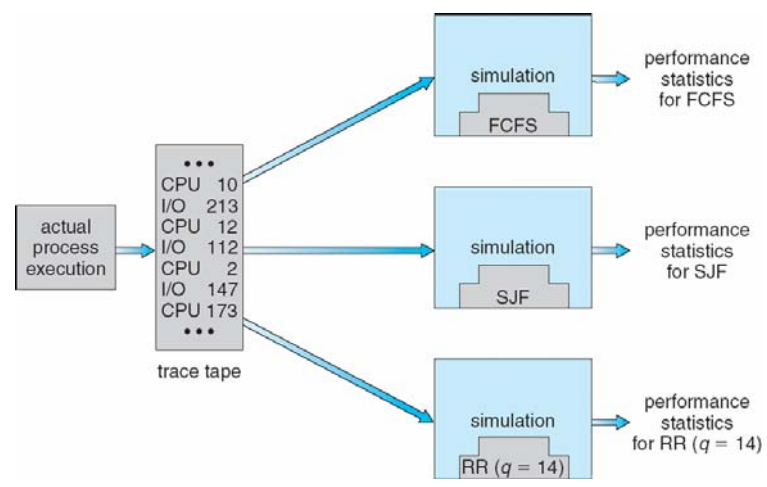 actual
process
execution
•••
CPU 10
I/O 213
CPU 12
I/O 112
CPU 2
I/O 147
CPU 173
•••
trace tape
simulation
FCFS
performance
statistics
for FCFS
simulation
SJF
performance
statistics
for SJF
simulation
RR (q = 14)
performance
statistics
for RR (q = 14)